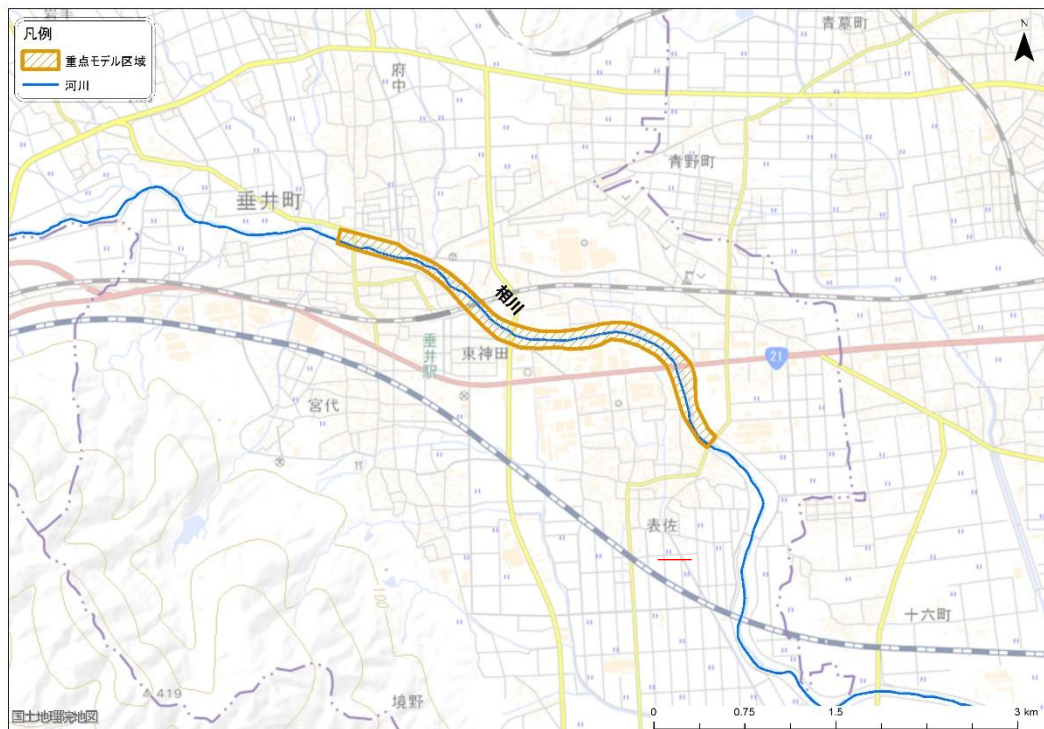 岩手
青墓町
凡例
重点モデル区域
河川
N
府中
青野町
垂井町
相川
垂井駅
東神田
21
宮代
表佐
100
十六町
419
境野
国土地理院地図
0 0.75 1.5 3 km